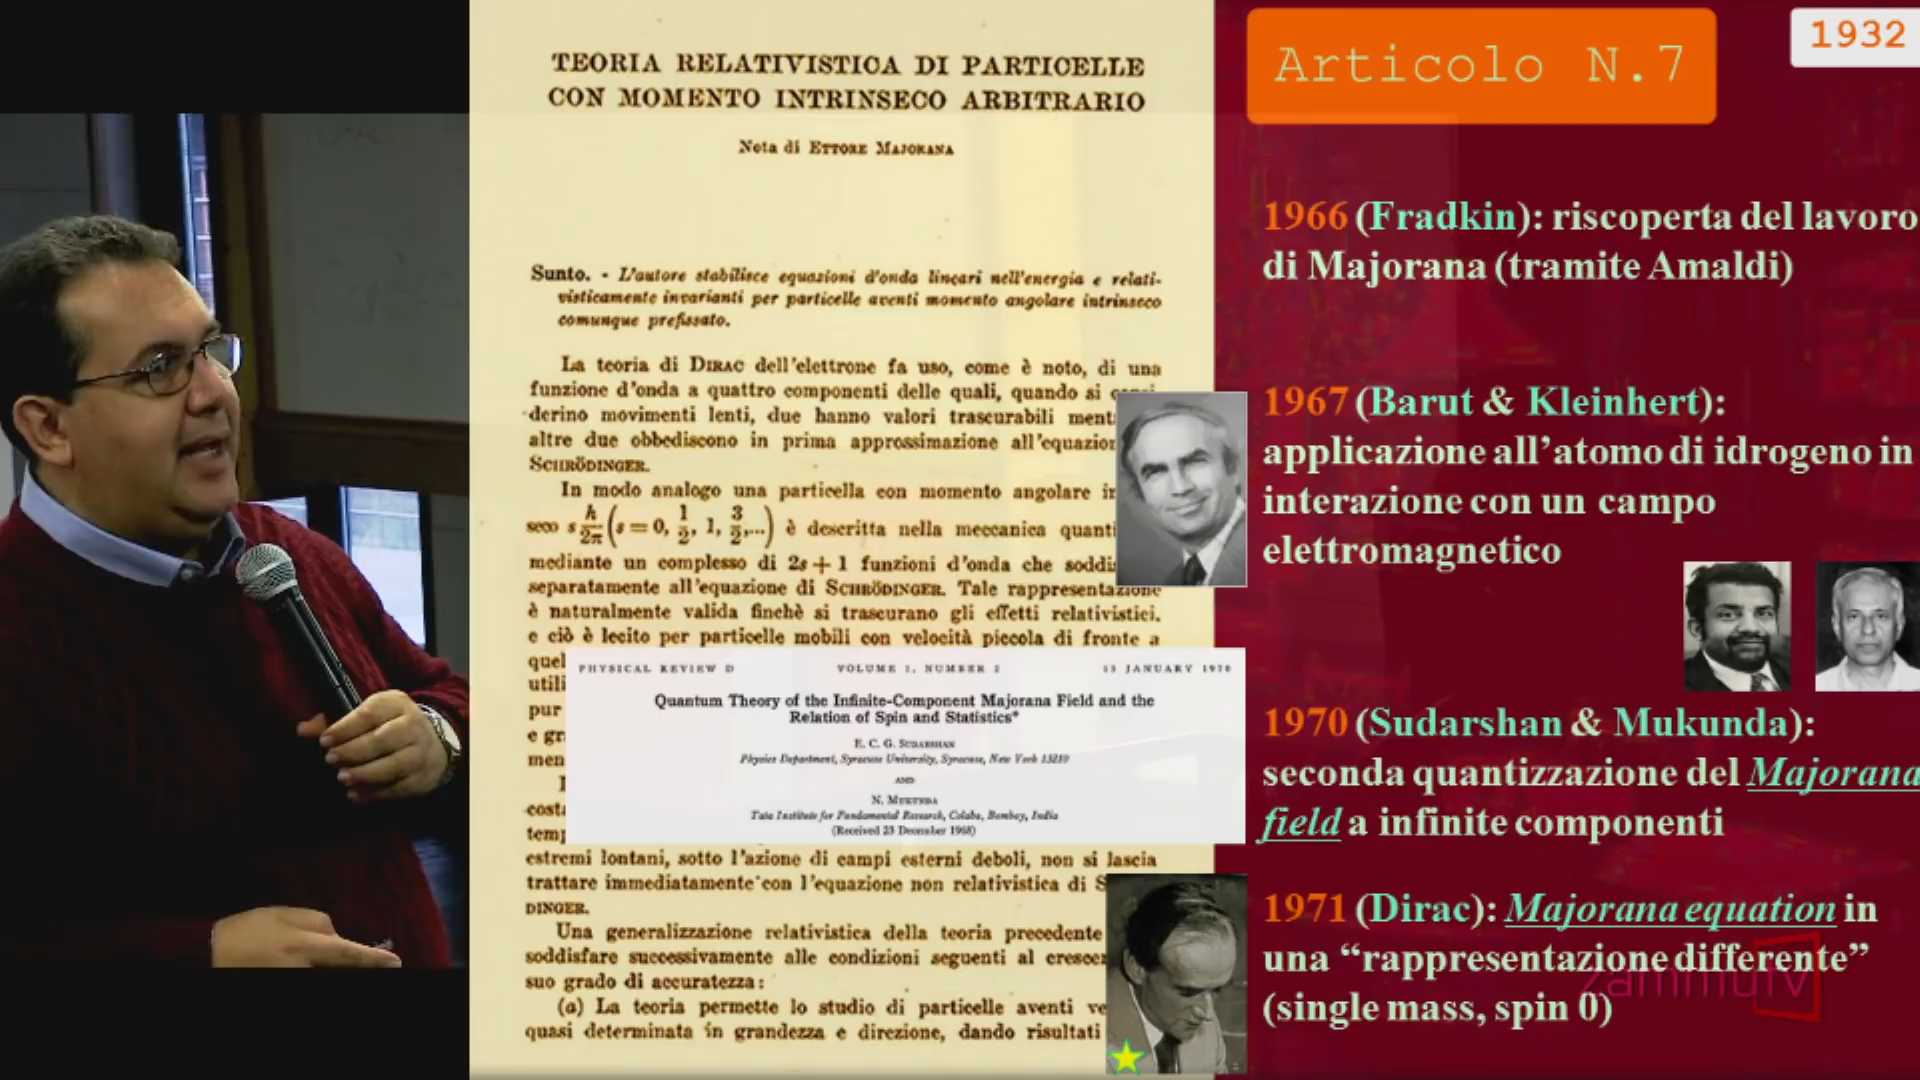 TEORIA RELATIVISTICA DI PARTICELLE
CON MOMENTO INTRINSECO ARBITRARIO
Nota di ETTORE MAJORANA
Sunto. - L'autore stabilisce equazioni d'onda lineari nell'energia e relati-
visticamente invarianti per particelle aventi momento angolare intrinseco
comunque prefissato.
La teoria di DIRAC dell'elettrone fa uso, come è noto, di una
funzione d'onda a quattro componenti delle quali, quando si
derino movimenti lenti, due hanno valori trascurabili
altre due obbediscono in prima approssimazione
SCHRÖDINGER.
In modo analogo una particella con momento angolare
seco s h/2π (s = 0, 1/2, 1, 3/2, ...) è descritta nella meccanica
mediante un complesso di 2s + 1 funzioni d'onda che
separatamente all'equazione di SCHRÖDINGER. Tale rappresentazione
è naturalmente valida finchè si trascurano gli effetti relativistici,
e ciò è lecito per particelle mobili con velocità piccola di fronte a
PHYSICAL REVIEW D VOLUME 1, NUMBER 2 15 JANUARY 1970
Quantum Theory of the Infinite-Component Majorana Field and the
Relation of Spin and Statistics*
E. C. G. SUDARSHAN
Physics Department, Syracuse University, Syracuse, New York 13210
AND
N. MUKUNDA
Tata Institute for Fundamental Research, Colaba, Bombay, India
(Received 23 December 1968)
estremi lontani, sotto l'azione di campi esterni deboli, non si lascia
trattare immediatamente con l'equazione non relativistica di
DINGER.
Una generalizzazione relativistica della teoria precedente
soddisfare successivamente alle condizioni seguenti al
suo grado di accuratezza:
(a) La teoria permette lo studio di particelle aventi
quasi determinata in grandezza e direzione, dando risultati
Articolo N.7
1932
1966 (Fradkin): riscoperta del lavoro
di Majorana (tramite Amaldi)
1967 (Barut & Kleinhert):
applicazione all'atomo di idrogeno in
interazione con un campo
elettromagnetico
1970 (Sudarshan & Mukunda):
seconda quantizzazione del Majorana
field a infinite componenti
1971 (Dirac): Majorana equation in
una “rappresentazione differente”
(single mass, spin 0)
zammuTV